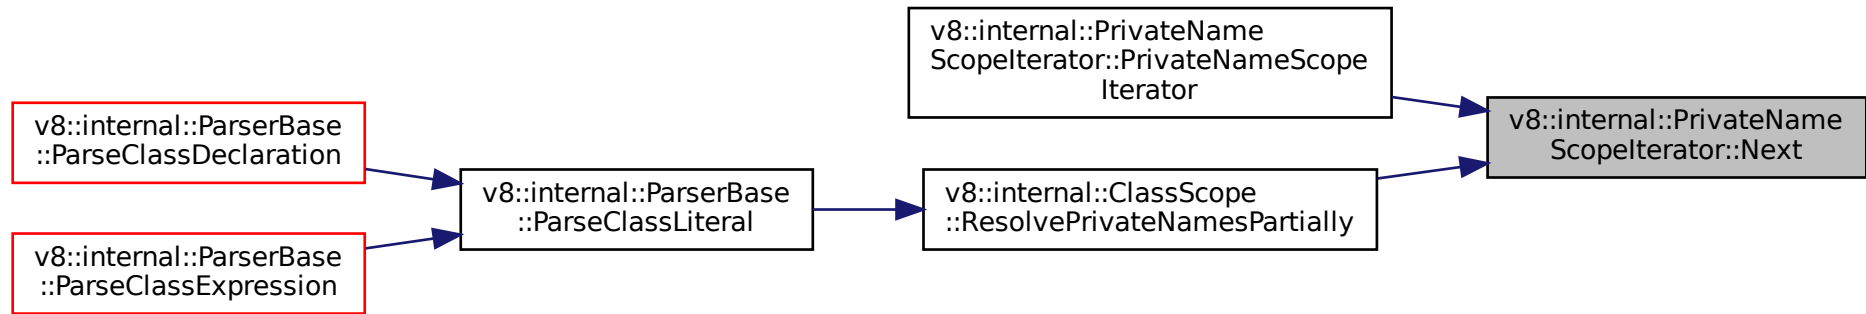 v8::internal::PrivateName
ScopeIterator::PrivateNameScope
Iterator
v8::internal::PrivateName
ScopeIterator::Next
v8::internal::ParserBase
::ParseClassDeclaration
v8::internal::ParserBase
::ParseClassLiteral
v8::internal::ClassScope
::ResolvePrivateNamesPartially
v8::internal::ParserBase
::ParseClassExpression